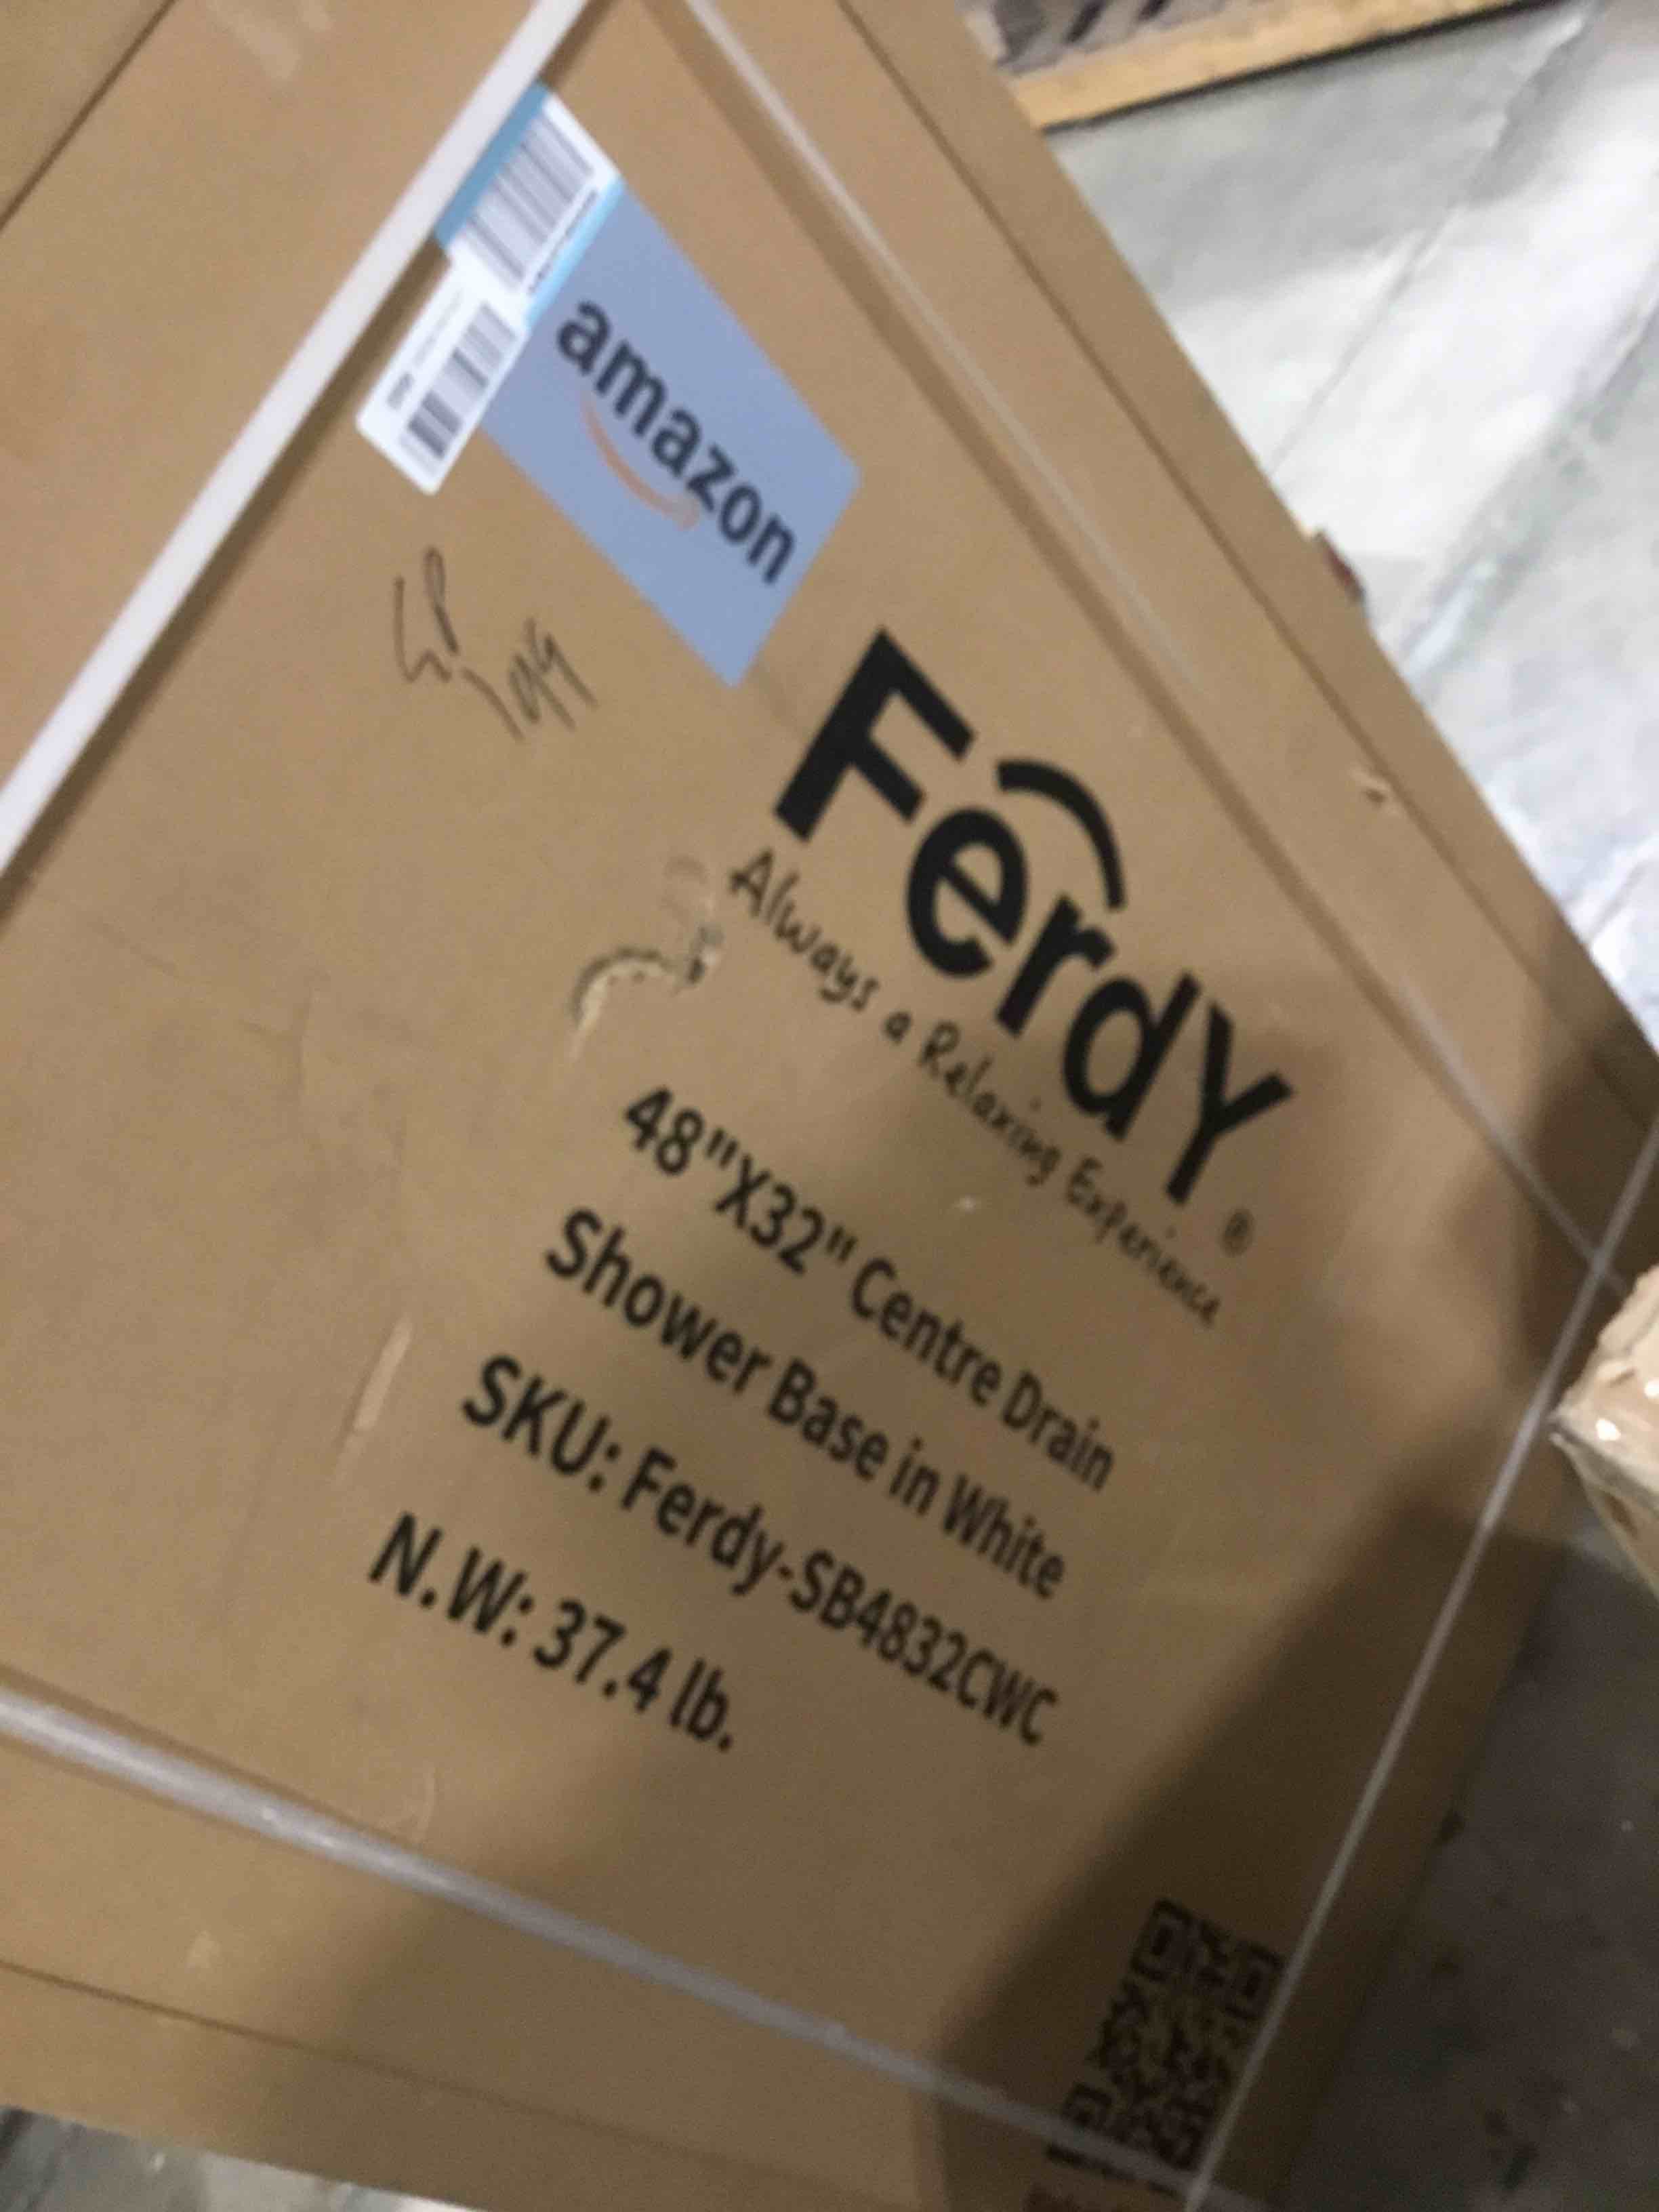 amazon
FerdY®
Always a Relaxing Experience
48"X32" Centre Drain
Shower Base in White
SKU: Ferdy-SB4832CWC
N.W: 37.4 lb.